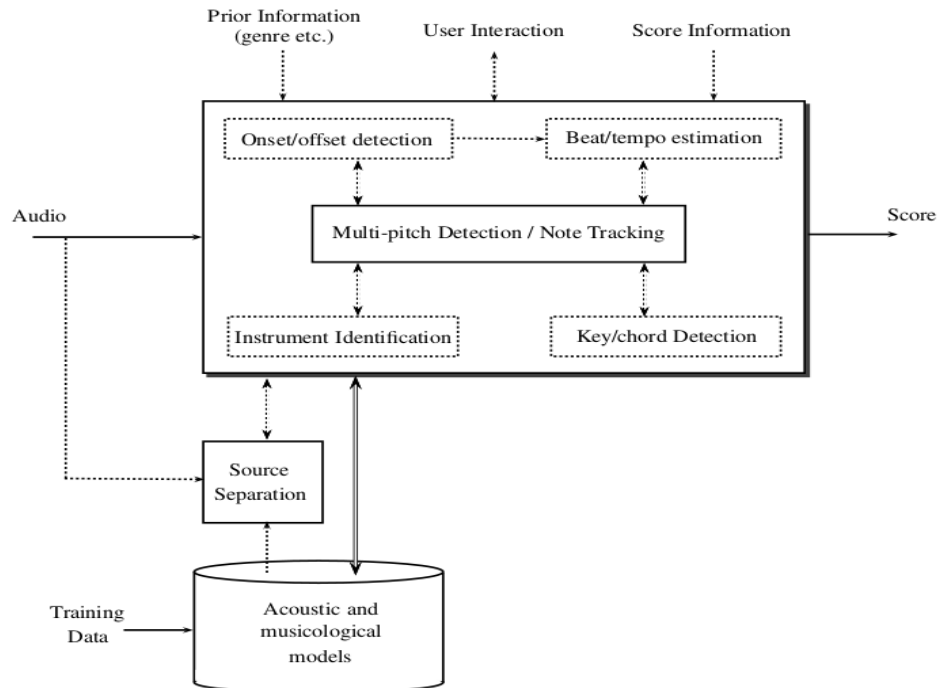 Prior Information
(genre etc.)
User Interaction
Score Information
Onset/offset detection
Beat/tempo estimation
Audio
Multi-pitch Detection / Note Tracking
Score
Instrument Identification
Key/chord Detection
Source
Separation
Training
Data
Acoustic and
musicological
models